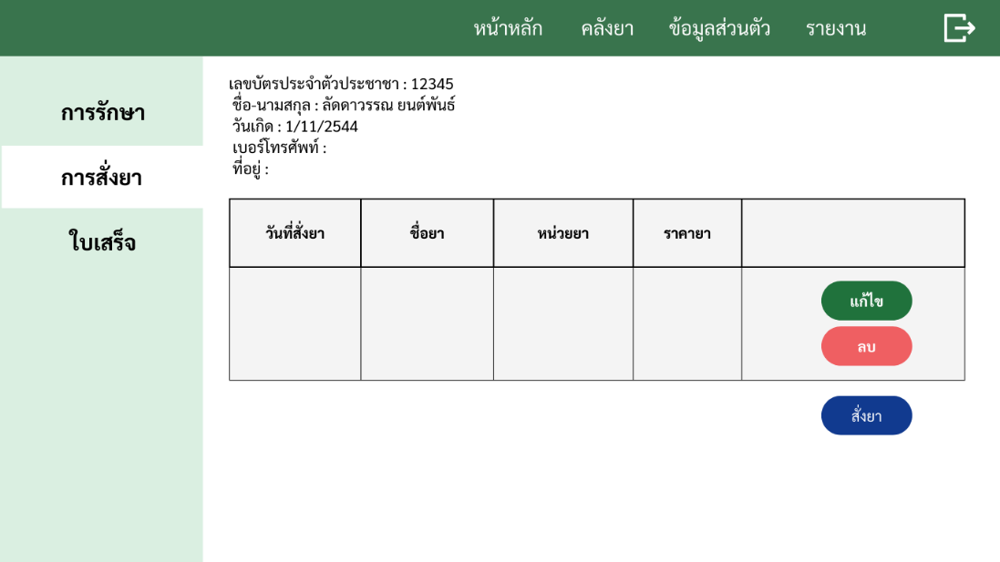 หน้าหลัก คลังยา ข้อมูลส่วนตัว รายงาน
การรักษา
การสั่งยา
ใบเสร็จ
เลขบัตรประจำตัวประชาชา : 12345
ชื่อ-นามสกุล : ลัดดาวรรณ ยนต์พันธ์
วันเกิด : 1/11/2544
เบอร์โทรศัพท์ :
ที่อยู่ :
วันที่สั่งยา ชื่อยา หน่วยยา ราคายา
แก้ไข
ลบ
สั่งยา